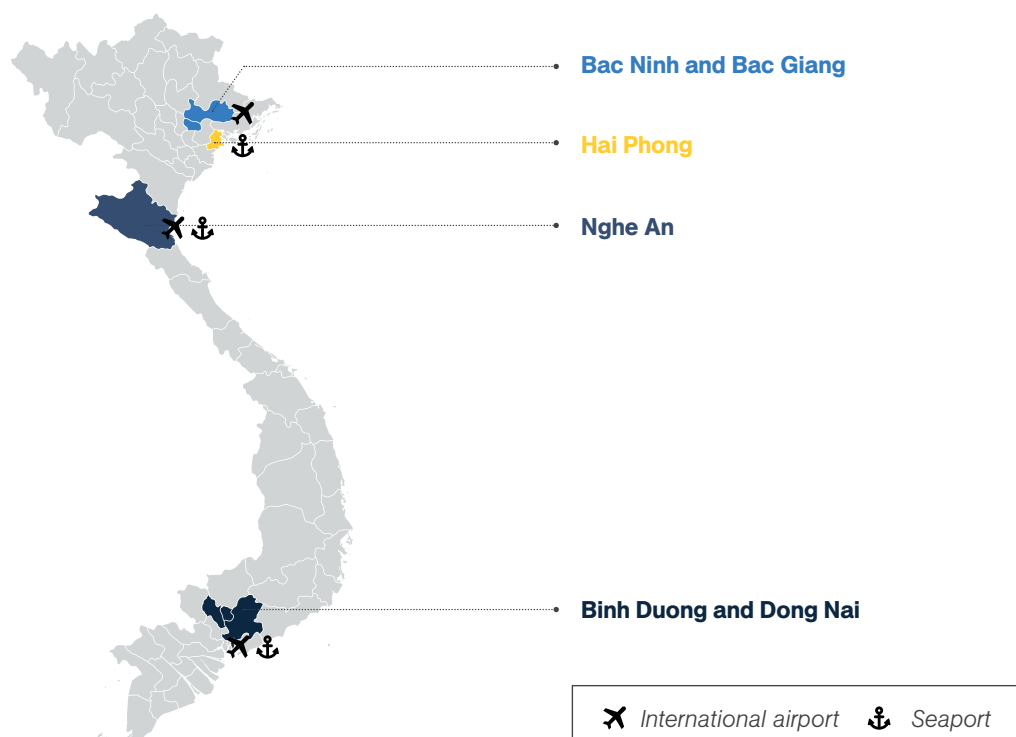 Bac Ninh and Bac Giang
Hai Phong
Nghe An
Binh Duong and Dong Nai
International airport Seaport